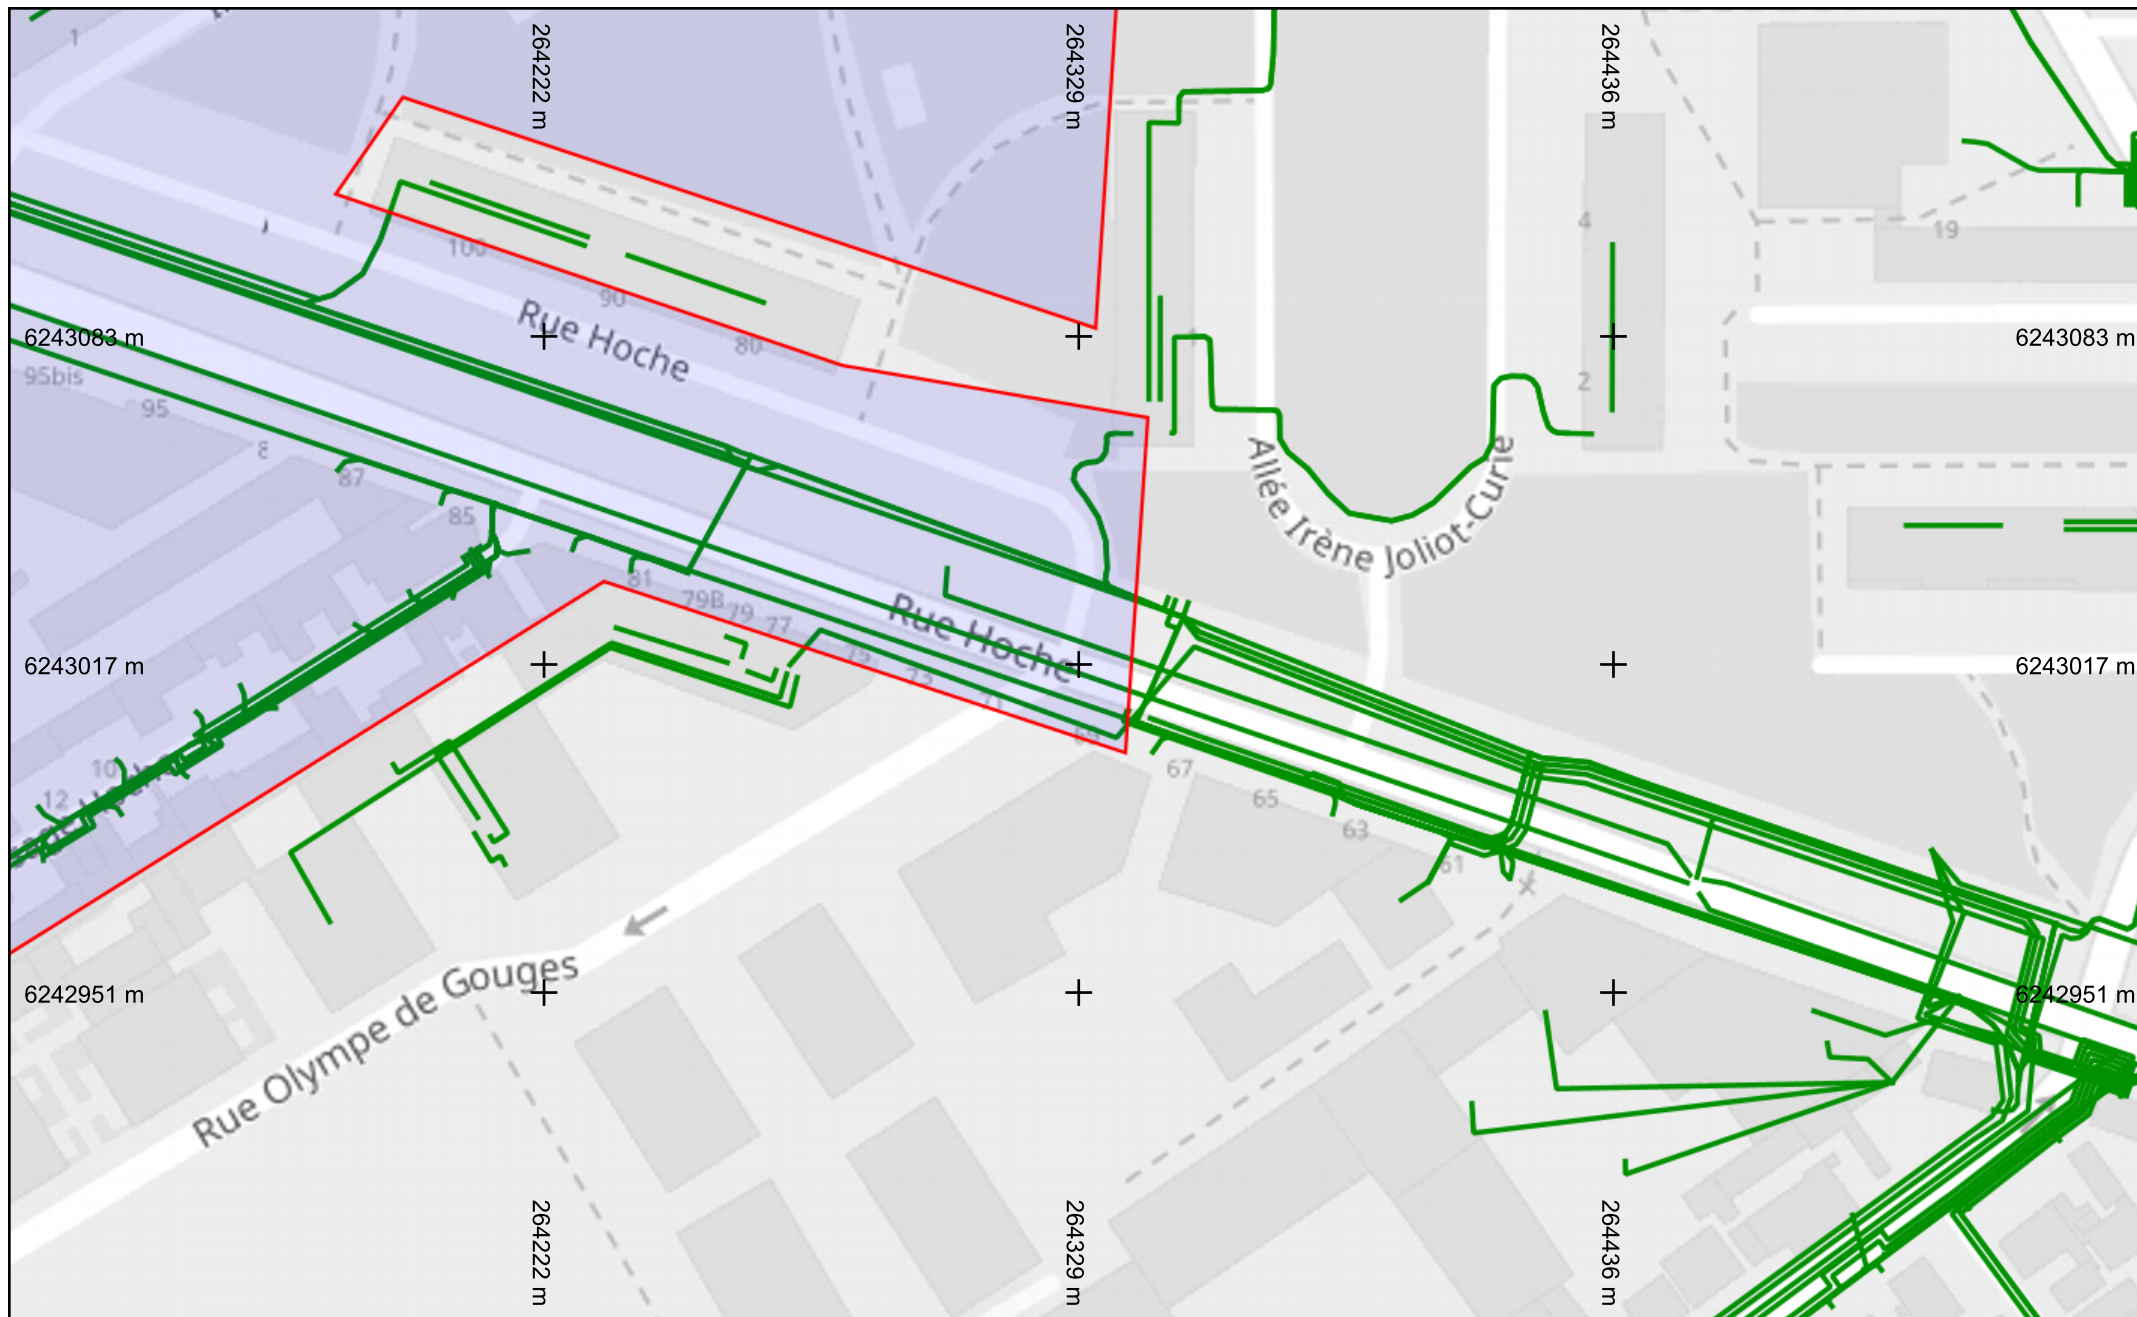 1
264222 m
264329 m
264436 m
4
19
100
90
Rue Hoche
80
6243083 m
6243083 m
95bis
95
2
87
85
Allée Irène Joliot-Curie
81
79B
79
77
Rue Hoche
75
73
71
69
6243017 m
6243017 m
67
65
63
61
10
12
6242951 m
6242951 m
Rue Olympe de Gouges
264222 m
264329 m
264436 m